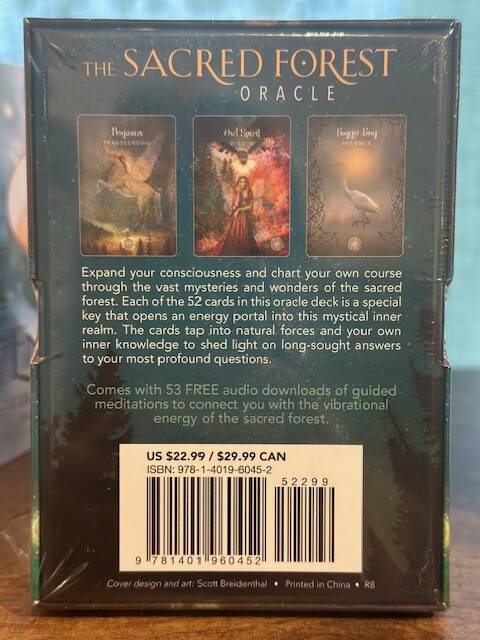 THE SACRED FOREST
ORACLE
Pegasus
TRANSCENDING
Owl Spirit
WISDOM
Foggy Bog
PATIENCE
Expand your consciousness and chart your own course
through the vast mysteries and wonders of the sacred
forest. Each of the 52 cards in this oracle deck is a special
key that opens an energy portal into this mystical inner
realm. The cards tap into natural forces and your own
inner knowledge to shed light on long-sought answers
to your most profound questions.
Comes with 53 FREE audio downloads of guided
meditations to connect you with the vibrational
energy of the sacred forest.
US $22.99 / $29.99 CAN
ISBN: 978-1-4019-6045-2
52299
9 781401 960452
Cover design and art: Scott Breidenthal • Printed in China • R8